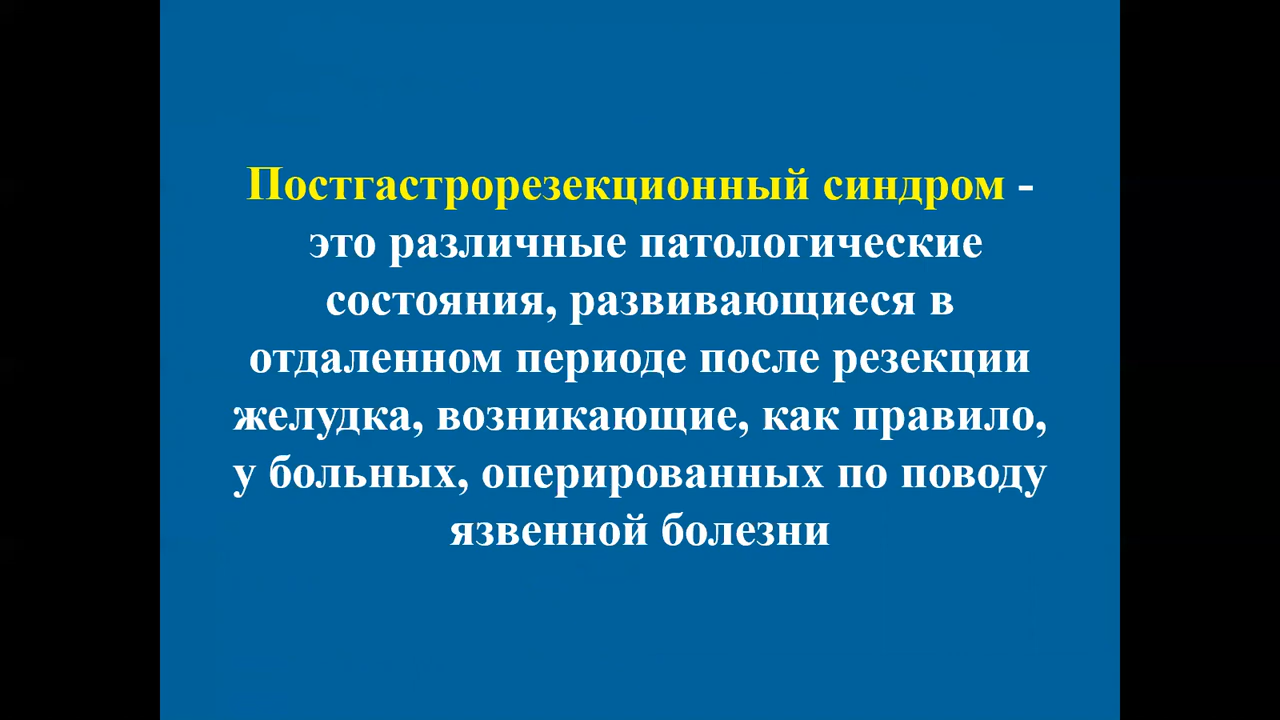 Постгастрорезекционный синдром -
это различные патологические
состояния, развивающиеся в
отдаленном периоде после резекции
желудка, возникающие, как правило,
у больных, оперированных по поводу
язвенной болезни